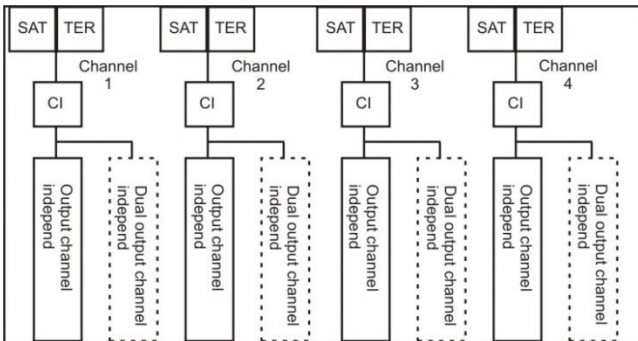 SAT TER
Channel
1
CI
Output channel
independ
Dual output channel
independ
SAT TER
Channel
2
CI
Output channel
independ
Dual output channel
independ
SAT TER
Channel
3
CI
Output channel
independ
Dual output channel
independ
SAT TER
Channel
4
CI
Output channel
independ
Dual output channel
independ